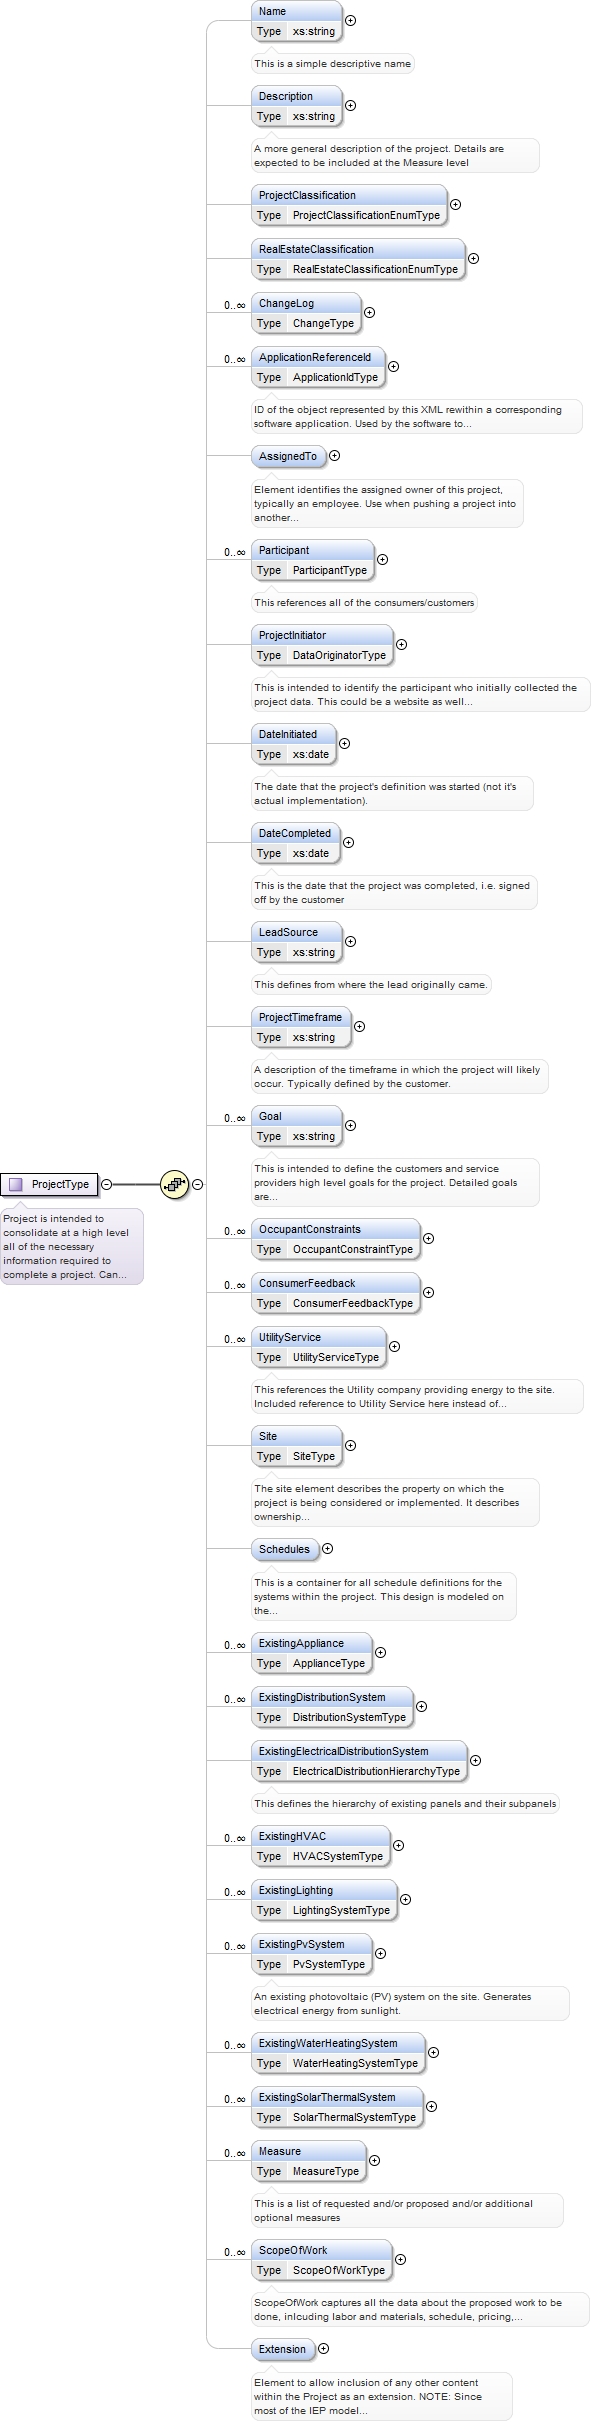 Name
Type xs:string
This is a simple descriptive name
Description
Type xs:string
A more general description of the project. Details are
expected to be included at the Measure level
ProjectClassification
Type ProjectClassificationEnumType
RealEstateClassification
Type RealEstateClassificationEnumType
0..∞
ChangeLog
Type ChangeType
0..∞
ApplicationReferenceId
Type ApplicationIdType
ID of the object represented by this XML rewithin a corresponding
software application. Used by the software to...
AssignedTo
Element identifies the assigned owner of this project,
typically an employee. Use when pushing a project into
another...
0..∞
Participant
Type ParticipantType
This references all of the consumers/customers
ProjectInitiator
Type DataOriginatorType
This is intended to identify the participant who initially collected the
project data. This could be a website as well...
DateInitiated
Type xs:date
The date that the project's definition was started (not it's
actual implementation).
DateCompleted
Type xs:date
This is the date that the project was completed, i.e. signed
off by the customer
LeadSource
Type xs:string
This defines from where the lead originally came.
ProjectTimeframe
Type xs:string
A description of the timeframe in which the project will likely
occur. Typically defined by the customer.
0..∞
Goal
Type xs:string
This is intended to define the customers and service
providers high level goals for the project. Detailed goals
are...
ProjectType
Project is intended to
consolidate at a high level
all of the necessary
information required to
complete a project. Can...
0..∞
OccupantConstraints
Type OccupantConstraintType
0..∞
ConsumerFeedback
Type ConsumerFeedbackType
0..∞
UtilityService
Type UtilityServiceType
This references the Utility company providing energy to the site.
Included reference to Utility Service here instead of...
Site
Type SiteType
The site element describes the property on which the
project is being considered or implemented. It describes
ownership...
Schedules
This is a container for all schedule definitions for the
systems within the project. This design is modeled on
the...
0..∞
ExistingAppliance
Type ApplianceType
0..∞
ExistingDistributionSystem
Type DistributionSystemType
ExistingElectricalDistributionSystem
Type ElectricalDistributionHierarchyType
This defines the hierarchy of existing panels and their subpanels
0..∞
ExistingHVAC
Type HVACSystemType
0..∞
ExistingLighting
Type LightingSystemType
0..∞
ExistingPvSystem
Type PvSystemType
An existing photovoltaic (PV) system on the site. Generates
electrical energy from sunlight.
0..∞
ExistingWaterHeatingSystem
Type WaterHeatingSystemType
0..∞
ExistingSolarThermalSystem
Type SolarThermalSystemType
0..∞
Measure
Type MeasureType
This is a list of requested and/or proposed and/or additional
optional measures
0..∞
ScopeOfWork
Type ScopeOfWorkType
ScopeOfWork captures all the data about the proposed work to be
done, inlcuding labor and materials, schedule, pricing,...
Extension
Element to allow inclusion of any other content
within the Project as an extension. NOTE: Since
most of the IEP model...